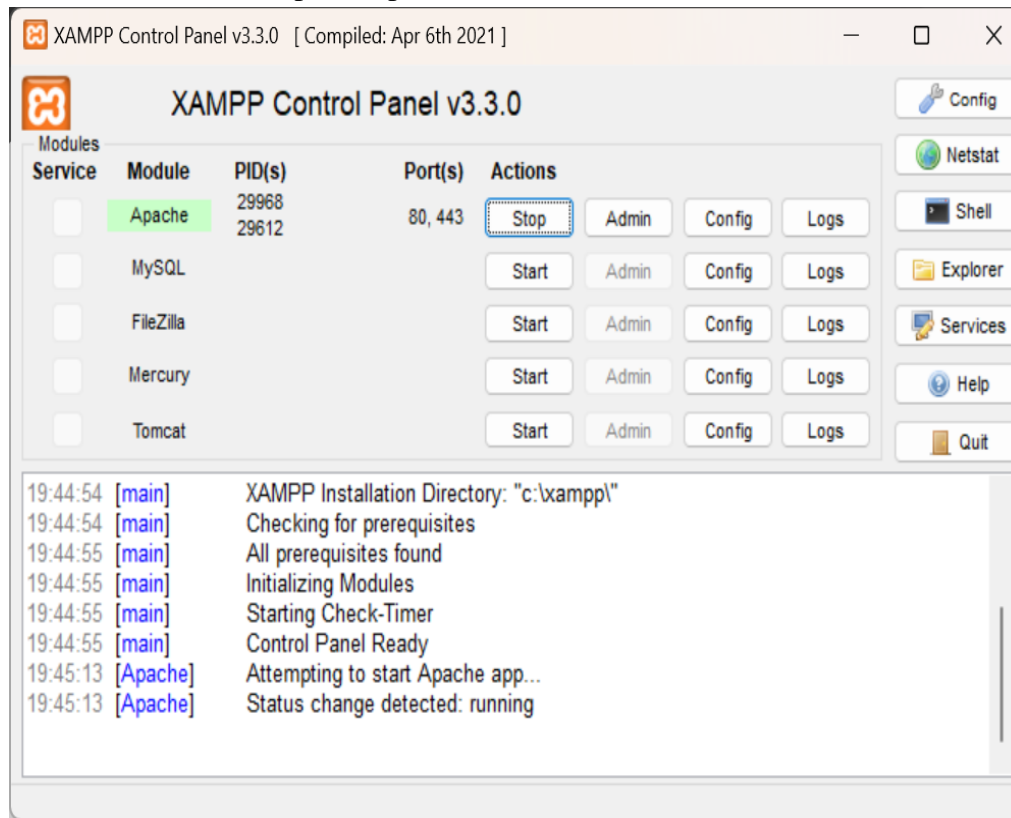 XAMPP Control Panel v3.3.0 [ Compiled: Apr 6th 2021 ]
XAMPP Control Panel v3.3.0
Config
Modules
Netstat
Service Module PID(s) Port(s) Actions
Apache 29968 29612 80, 443 Stop Admin Config Logs
Shell
MySQL Start Admin Config Logs
Explorer
FileZilla Start Admin Config Logs
Services
Mercury Start Admin Config Logs
Help
Tomcat Start Admin Config Logs
Quit
19:44:54 [main] XAMPP Installation Directory: "c:\xampp\"
19:44:54 [main] Checking for prerequisites
19:44:55 [main] All prerequisites found
19:44:55 [main] Initializing Modules
19:44:55 [main] Starting Check-Timer
19:44:55 [main] Control Panel Ready
19:45:13 [Apache] Attempting to start Apache app...
19:45:13 [Apache] Status change detected: running